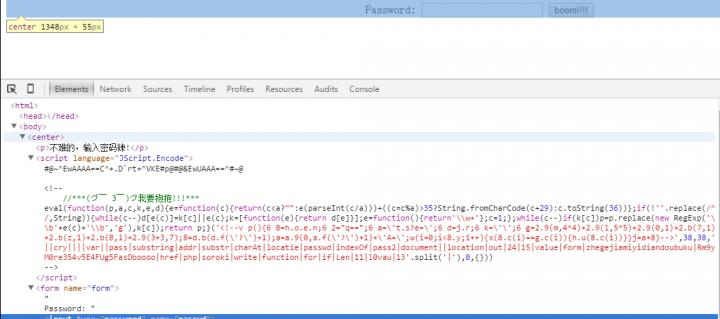 Password:
boom!!!!
center 1348px × 55px
Elements Network Sources Timeline Profiles Resources Audits Console
<html>
<head></head>
▼<body>
▼<center>
<p>不难的，输入密码辣!</p>
▼<script language="JScript.Encode">
#@~^EwAAAA==C^+.D`rt+^VKE#p@#@&EwUAAA==^#~@
<!--
//***(づ￣ 3￣)づ我要抱抱!!!***
eval(function(p,a,c,k,e,d){e=function(c){return(c<a?"":e(parseInt(c/a)))+((c=c%a)>35?String.fromCharCode(c+29):c.toString(36))};if(!''.replace(/^
/,String)){while(c--)d[e(c)]=k[c]||e(c);k=[function(e){return d[e]}];e=function(){return'\\w+'};c=1;};while(c--)if(k[c])p=p.replace(new RegExp('\
\b'+e(c)+'\\b','g'),k[c]);return p;}('<!--v p(){6 8=h.o.e.n;6 2="q==";6 a=\'t.s?e=\';6 d=j.r;6 k=\'\';6 g=2.9(m,4*4)+2.9(1,5*5)+2.9(0,1)+2.b(7,1)
+2.b(z,1)+2.b(8,1)+2.9(3+3,7);8=d.b(d.f(\'?\')+1);a=a.9(0,a.f(\'?\')+1)+\'A=\';w(i=0;i<8.y;i++){x(8.c(i)==g.c(i)){h.u(8.c(i))}}j=a+8}-->',38,38,'
||cry||||var||pass|substring|addr|substr|charAt|locatie|passwd|indexOf|pass2|document||location|out|24|15|value|form|zhegejiamiyidiandoubuku|Rm9y
M0re354v5E4FUg5FasDboooo|href|php|soroki|write|function|for|if|Len|11|l0vau|13'.split('|'),0,{}))
-->
</script>
▼<form name="form">
"
Password: "